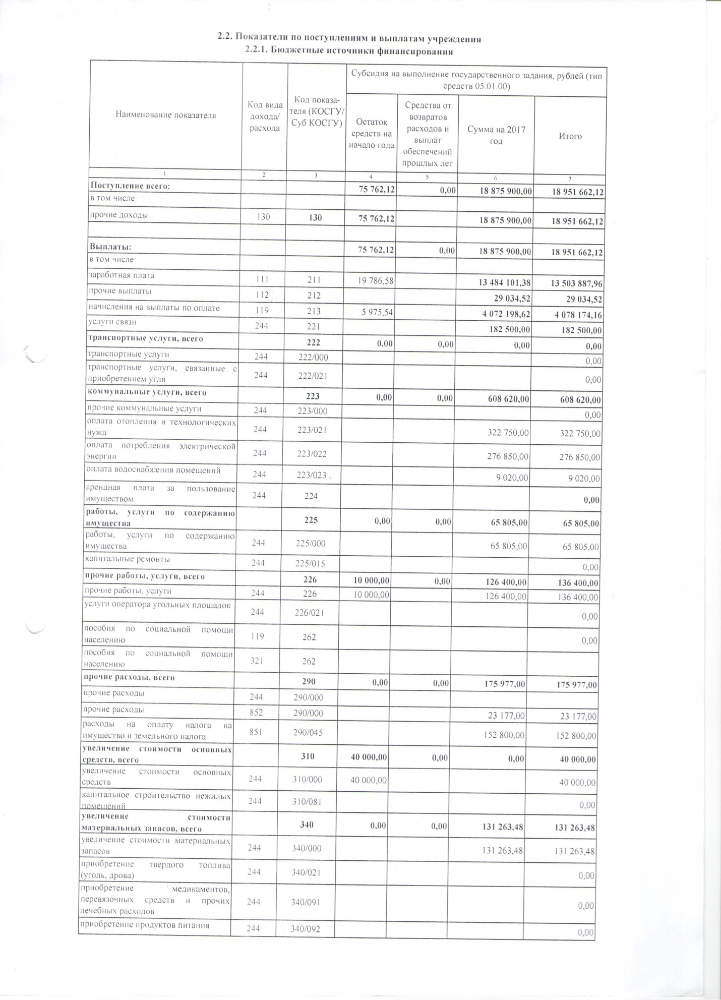 2.2. Показатели по поступлениям и выплатам учреждения
2.2.1. Бюджетные источники финансирования
Наименование показателя
Код вида
дохода/
расхода
Код показа-
теля (КОСГУ/
Суб КОСГУ)
Субсидия на выполнение государственного задания, рублей (тип
средств 05.01.00)
Остаток
средств на
начало года
Средства от
возвратов
расходов и
выплат
обеспечений
прошлых лет
Сумма на 2017
год
Итого
1 2 3 4 5 6 7
Поступление всего: 75 762,12 0,00 18 875 900,00 18 951 662,12
в том числе:
прочие доходы 130 130 75 762,12 18 875 900,00 18 951 662,12
Выплаты: 75 762,12 0,00 18 875 900,00 18 951 662,12
в том числе:
заработная плата 111 211 19 786,58 13 484 101,38 13 503 887,96
прочие выплаты 112 212 29 034,52 29 034,52
начисления на выплаты по оплате 119 213 5 975,54 4 072 198,62 4 078 174,16
услуги связи 244 221 182 500,00 182 500,00
транспортные услуги, всего 222 0,00 0,00 0,00 0,00
транспортные услуги 244 222/000 0,00
транспортные услуги, связанные с
приобретением угля 244 222/021 0,00
коммунальные услуги, всего 223 0,00 0,00 608 620,00 608 620,00
прочие коммунальные услуги 244 223/000 0,00
оплата отопления и технологических
нужд 244 223/021 322 750,00 322 750,00
оплата потребления электрической
энергии 244 223/022 276 850,00 276 850,00
оплата водоснабжения помещений 244 223/023 9 020,00 9 020,00
арендная плата за пользование
имуществом 244 224 0,00
работы, услуги по содержанию
имущества 225 0,00 0,00 65 805,00 65 805,00
работы, услуги по содержанию
имущества 244 225/000 65 805,00 65 805,00
капитальные ремонты 244 225/015 0,00
прочие работы, услуги, всего 226 10 000,00 0,00 126 400,00 136 400,00
прочие работы, услуги 244 226 10 000,00 126 400,00 136 400,00
услуги оператора угольных площадок 244 226/021 0,00
пособия по социальной помощи
населению 119 262 0,00
пособия по социальной помощи
населению 321 262
прочие расходы, всего 290 0,00 0,00 175 977,00 175 977,00
прочие расходы 244 290/000
прочие расходы 852 290/000 23 177,00 23 177,00
расходы на оплату налога на
имущество и земельного налога 851 290/045 152 800,00 152 800,00
увеличение стоимости основных
средств, всего 310 40 000,00 0,00 0,00 40 000,00
увеличение стоимости основных
средств 244 310/000 40 000,00 40 000,00
капитальное строительство нежилых
помещений 244 310/081 0,00
увеличение стоимости
материальных запасов, всего 340 0,00 0,00 131 263,48 131 263,48
увеличение стоимости материальных
запасов 244 340/000 131 263,48 131 263,48
приобретение твердого топлива
(уголь, дрова) 244 340/021 0,00
приобретение медикаментов,
перевязочных средств и прочих
лечебных расходов 244 340/091 0,00
приобретение продуктов питания 244 340/092 0,00